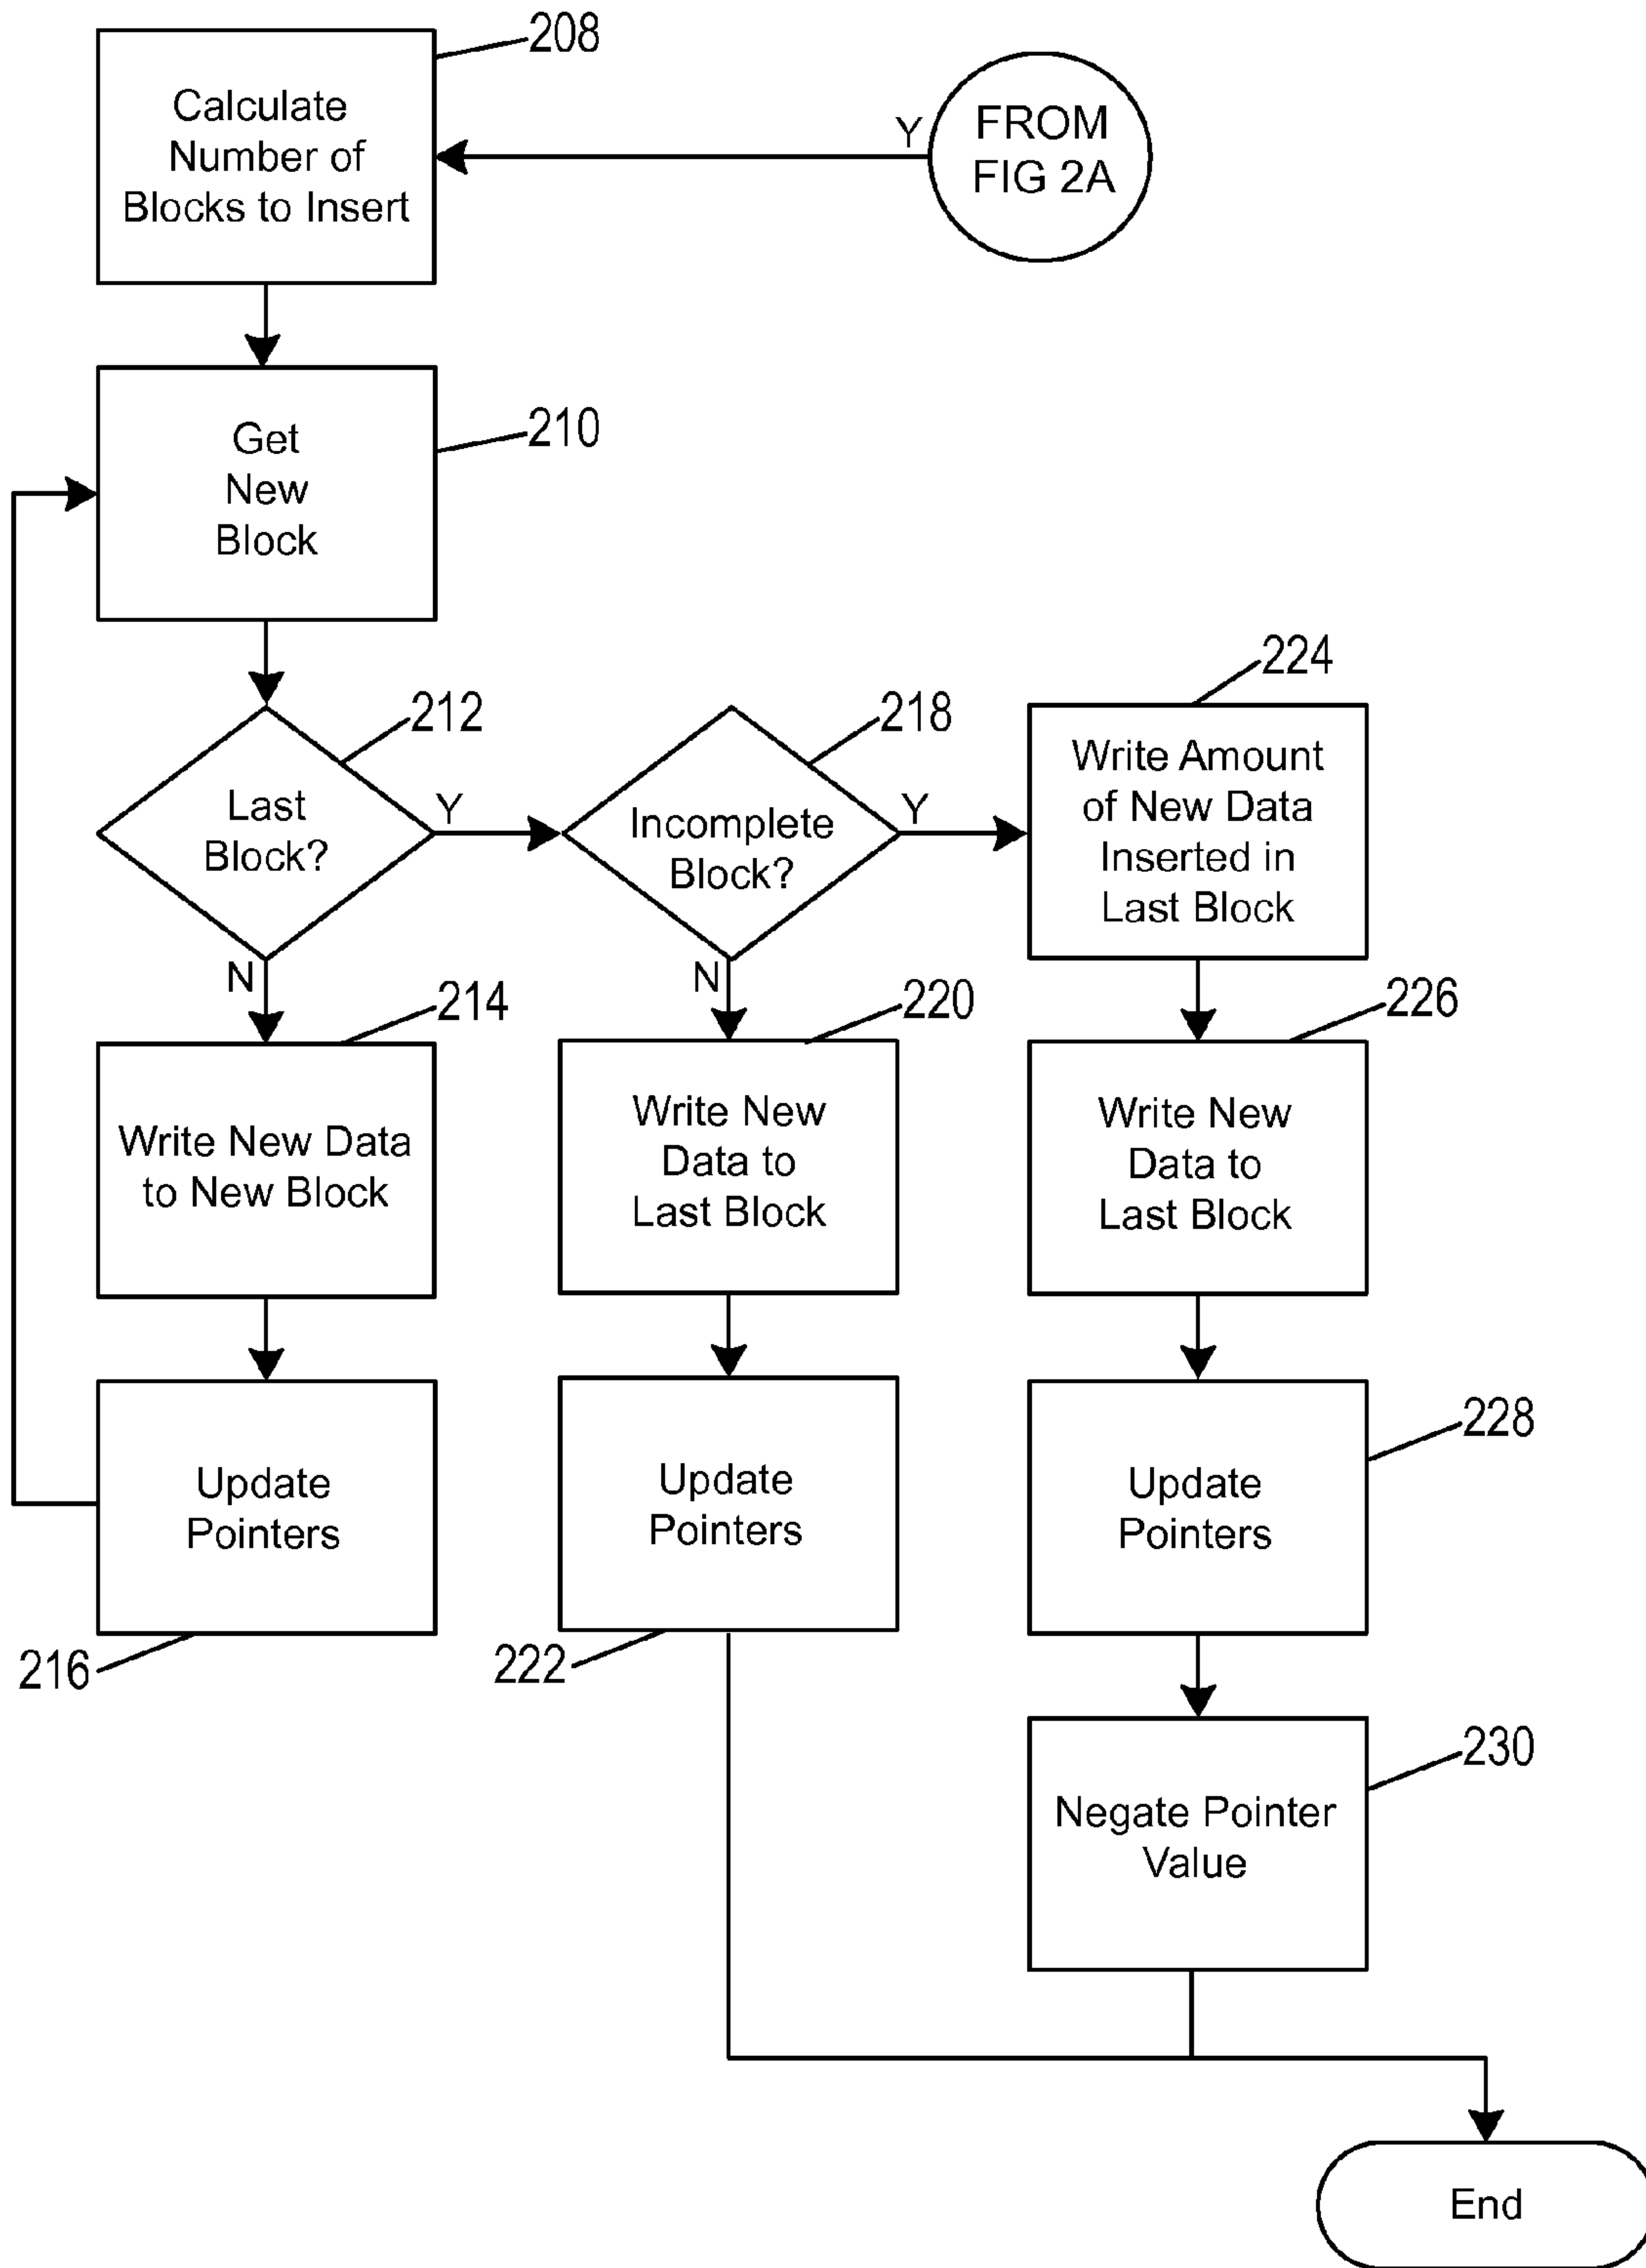 208
Calculate
Number of
Blocks to Insert
Y
FROM
FIG 2A
210
Get
New
Block
212
Last
Block?
Y
N
218
Incomplete
Block?
Y
N
224
Write Amount
of New Data
Inserted in
Last Block
214
Write New Data
to New Block
220
Write New
Data to
Last Block
226
Write New
Data to
Last Block
Update
Pointers
216
Update
Pointers
222
228
Update
Pointers
230
Negate Pointer
Value
End